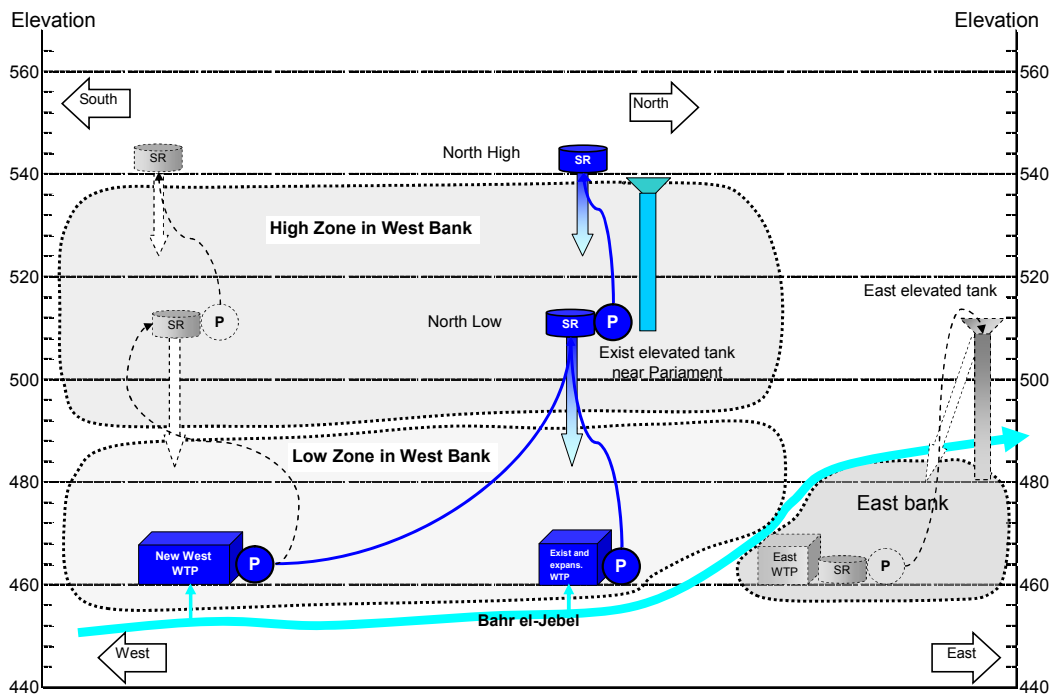 Elevation
Elevation
560
560
South
North
SR
North High
SR
540
540
High Zone in West Bank
520
520
East elevated tank
SR
P
North Low
SR
P
Exist elevated tank
near Pariament
500
500
Low Zone in West Bank
480
480
East bank
New West
WTP
P
Exist and
expans.
WTP
P
East
WTP
SR
P
460
460
Bahr el-Jebel
West
East
440
440